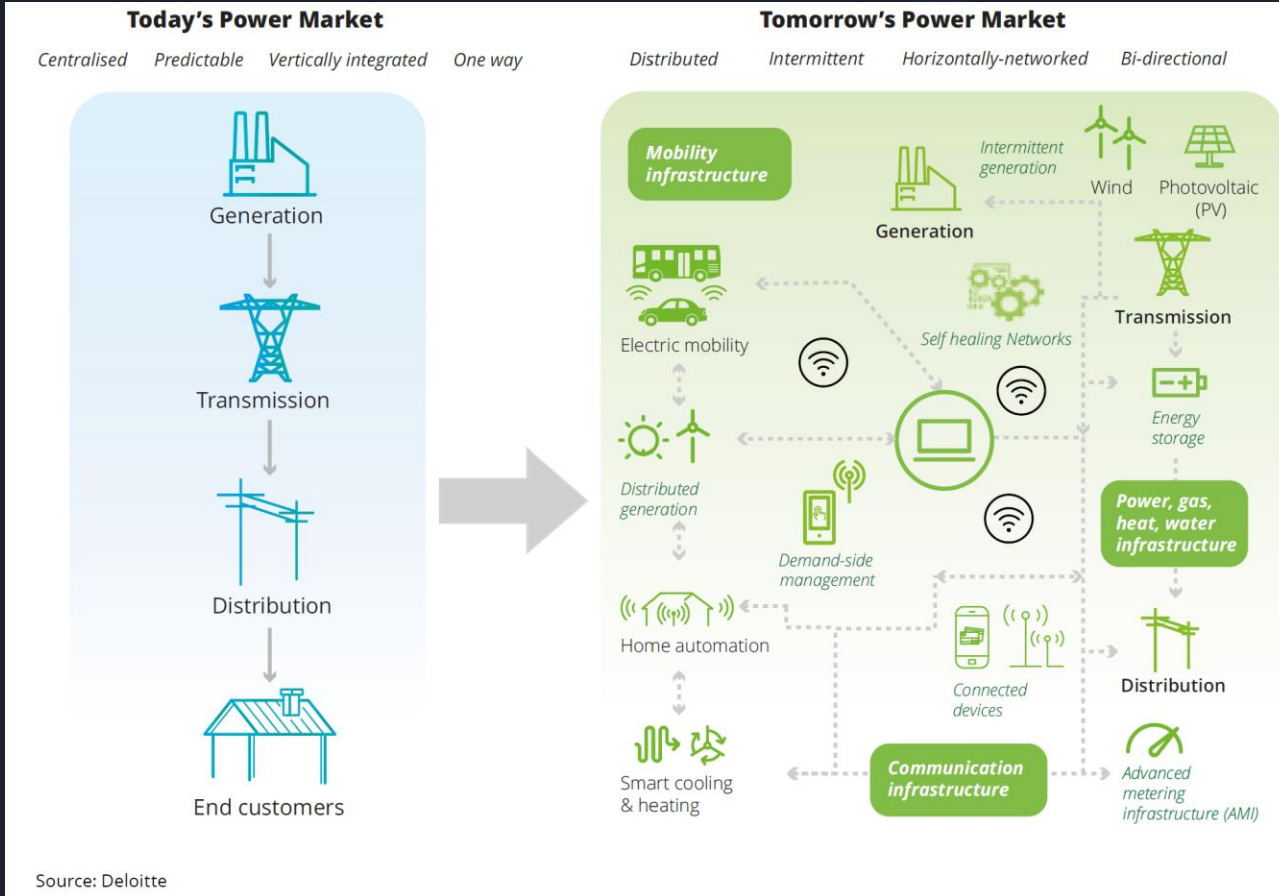 Today's Power Market
Centralised Predictable Vertically integrated One way
Generation
Transmission
Distribution
End customers
Tomorrow's Power Market
Distributed Intermittent Horizontally-networked Bi-directional
Mobility
infrastructure
Intermittent
generation
Generation
Wind
Photovoltaic
(PV)
Electric mobility
Self healing Networks
Transmission
Energy
storage
Distributed
generation
Demand-side
management
Power, gas,
heat, water
infrastructure
Home automation
Connected
devices
Distribution
Smart cooling
& heating
Communication
infrastructure
Advanced
metering
infrastructure (AMI)
Source: Deloitte